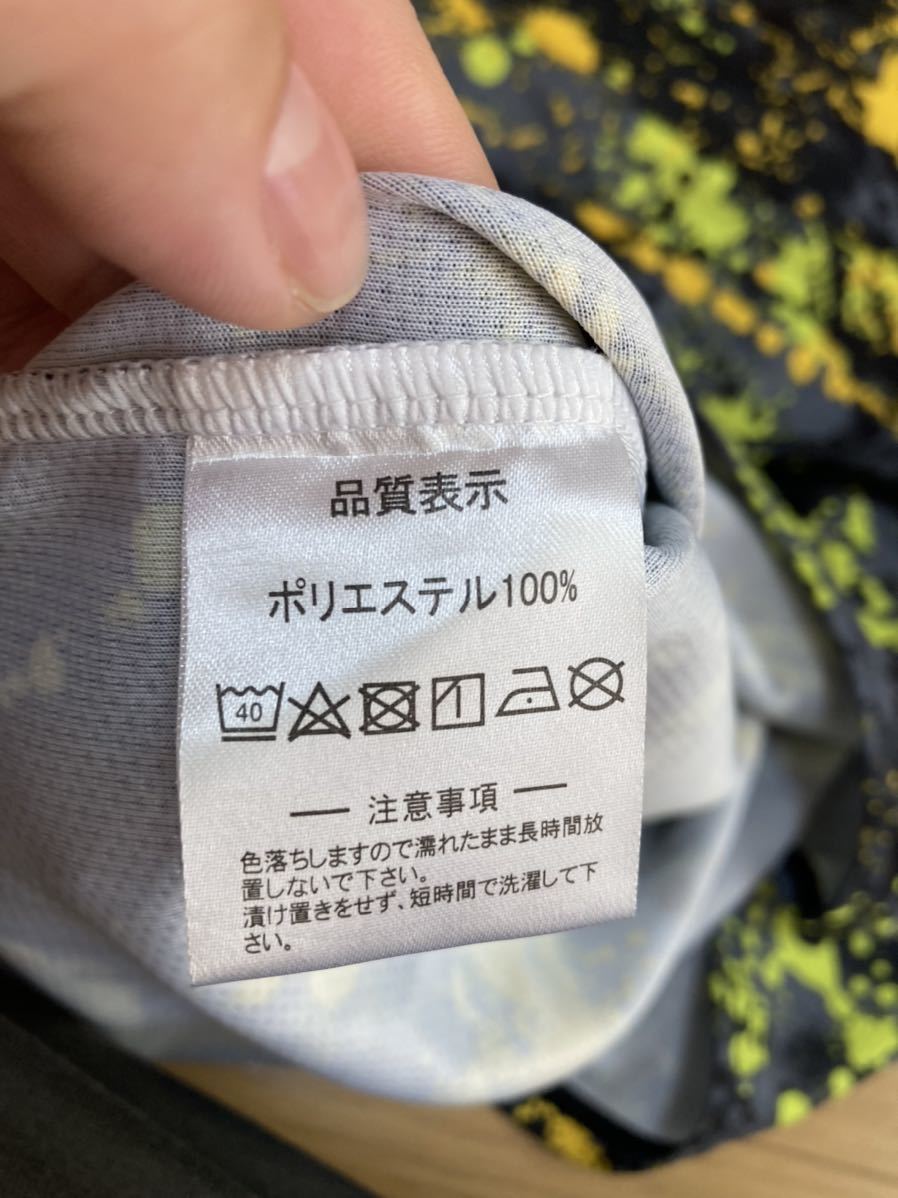 品質表示
ポリエステル100%
40
― 注意事項 ―
色落ちしますので濡れたまま長時間放
置しないで下さい。
漬け置きをせず、短時間で洗濯して下
さい。